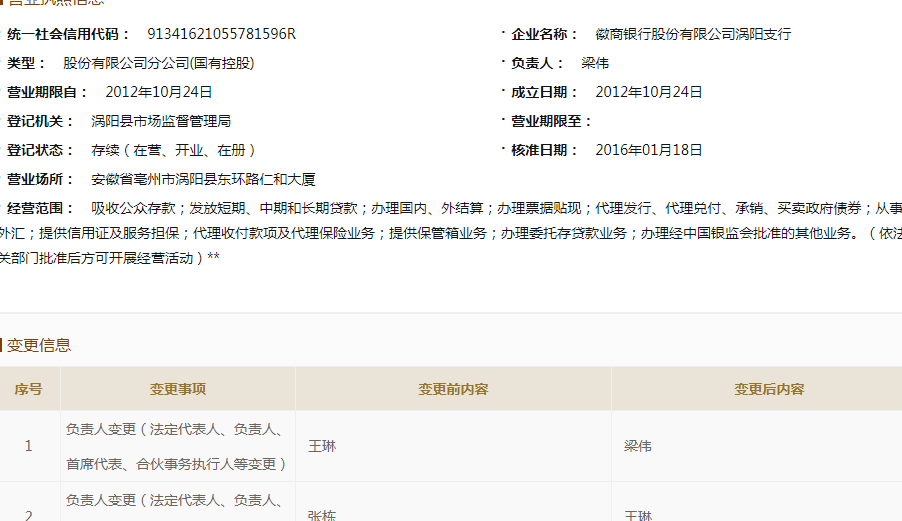 营业执照信息
统一社会信用代码： 91341621055781596R
企业名称： 徽商银行股份有限公司涡阳支行
类型： 股份有限公司分公司(国有控股)
负责人： 梁伟
营业期限自： 2012年10月24日
成立日期： 2012年10月24日
登记机关： 涡阳县市场监督管理局
营业期限至：
登记状态： 存续（在营、开业、在册）
核准日期： 2016年01月18日
营业场所： 安徽省亳州市涡阳县东环路仁和大厦
经营范围： 吸收公众存款；发放短期、中期和长期贷款；办理国内、外结算；办理票据贴现；代理发行、代理兑付、承销、买卖政府债券；从事
外汇；提供信用证及服务担保；代理收付款项及代理保险业务；提供保管箱业务；办理委托存贷款业务；办理经中国银监会批准的其他业务。（依法
关部门批准后方可开展经营活动）**
变更信息
序号 变更事项 变更前内容 变更后内容
负责人变更（法定代表人、负责人、
1 王琳 梁伟
首席代表、合伙事务执行人等变更）
负责人变更（法定代表人、负责人、
2 张栋 王琳